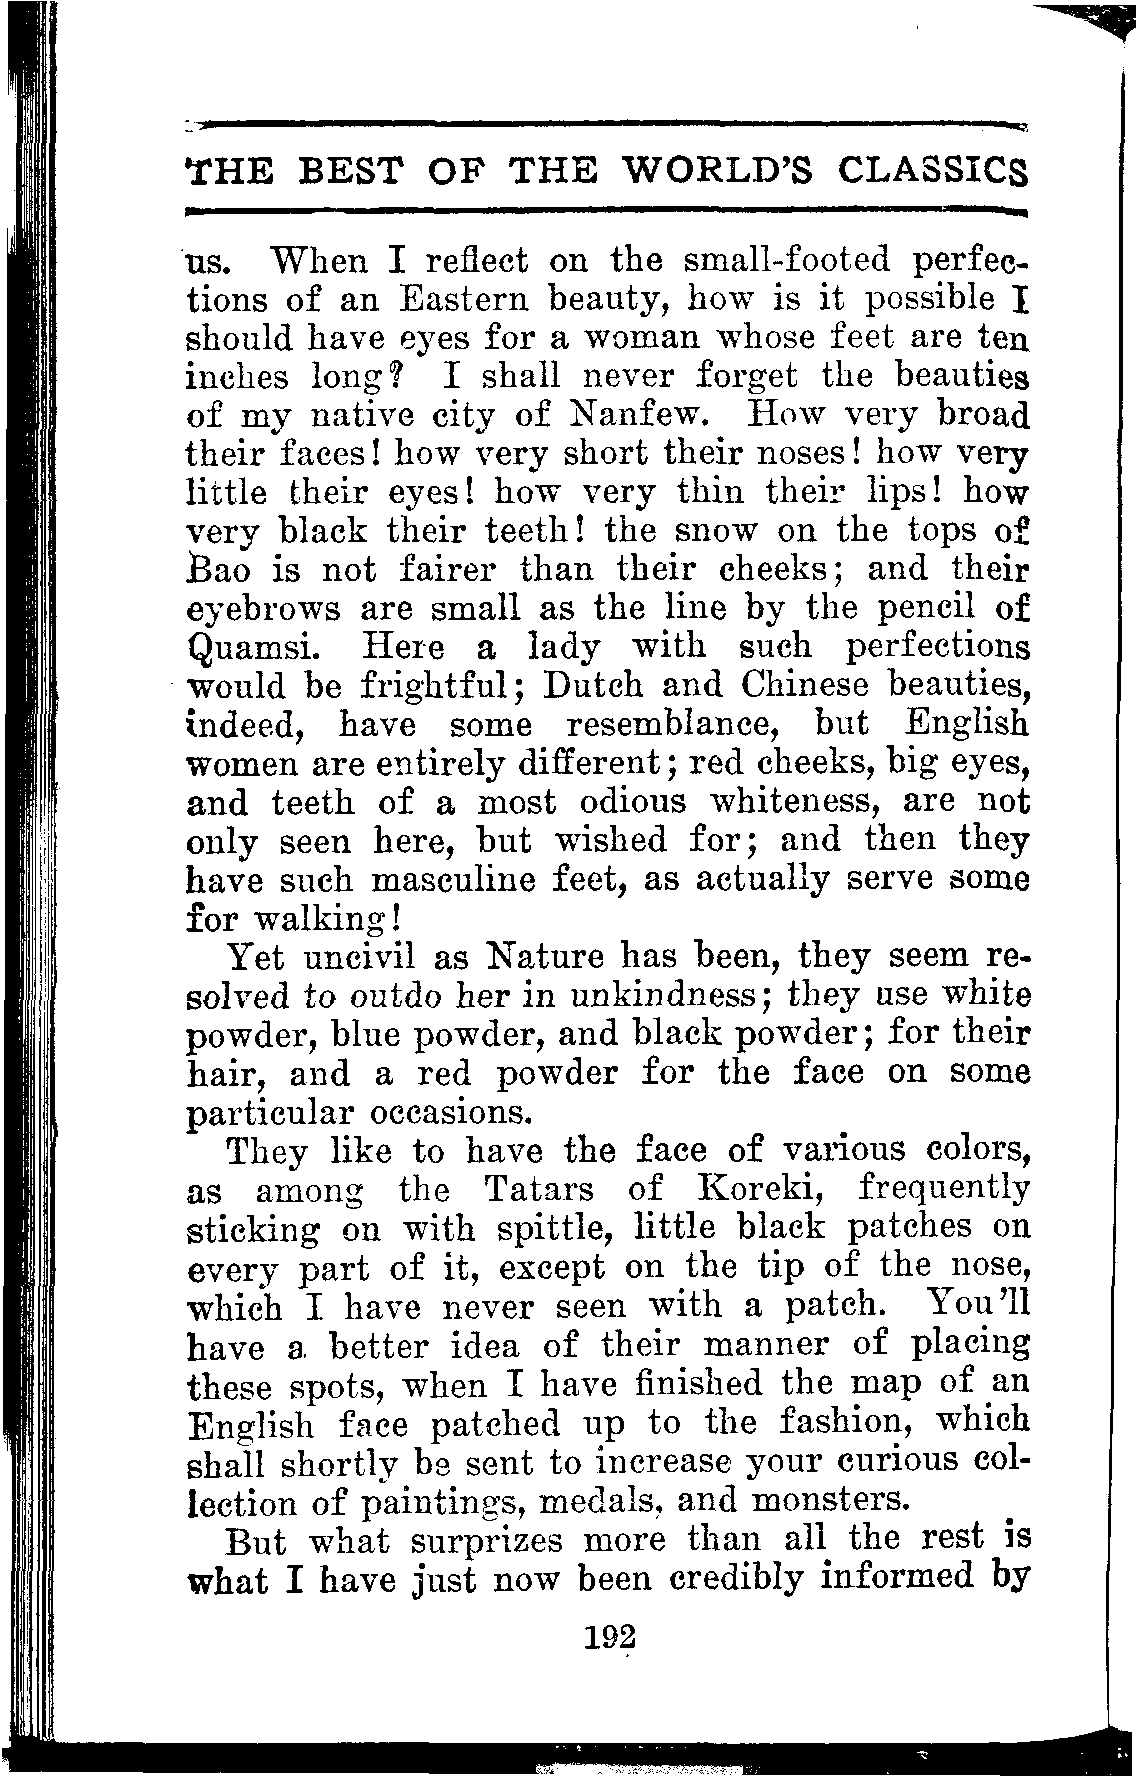 THE BEST OF THE WORLD'S CLASSICS
us. When I reflect on the small-footed perfec-
tions of an Eastern beauty, how is it possible I
should have eyes for a woman whose feet are ten
inches long? I shall never forget the beauties
of my native city of Nanfew. How very broad
their faces! how very short their noses! how very
little their eyes! how very thin their lips! how
very black their teeth! the snow on the tops of
Bao is not fairer than their cheeks; and their
eyebrows are small as the line by the pencil of
Quamsi. Here a lady with such perfections
would be frightful; Dutch and Chinese beauties,
indeed, have some resemblance, but English
women are entirely different; red cheeks, big eyes,
and teeth of a most odious whiteness, are not
only seen here, but wished for; and then they
have such masculine feet, as actually serve some
for walking!
Yet uncivil as Nature has been, they seem re-
solved to outdo her in unkindness; they use white
powder, blue powder, and black powder; for their
hair, and a red powder for the face on some
particular occasions.
They like to have the face of various colors,
as among the Tatars of Koreki, frequently
sticking on with spittle, little black patches on
every part of it, except on the tip of the nose,
which I have never seen with a patch. You'll
have a better idea of their manner of placing
these spots, when I have finished the map of an
English face patched up to the fashion, which
shall shortly be sent to increase your curious col-
lection of paintings, medals, and monsters.
But what surprizes more than all the rest is
what I have just now been credibly informed by
192